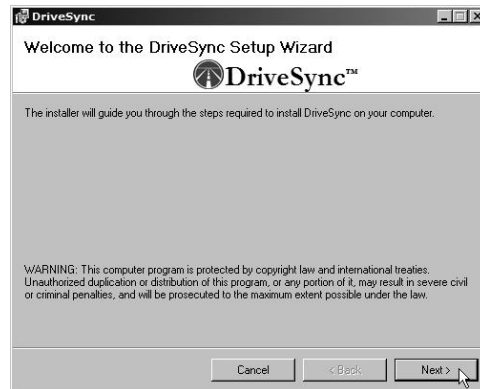 DriveSync
Welcome to the DriveSync Setup Wizard
DriveSync™
The installer will guide you through the steps required to install DriveSync on your computer.
WARNING: This computer program is protected by copyright law and international treaties.
Unauthorized duplication or distribution of this program, or any portion of it, may result in severe civil
or criminal penalties, and will be prosecuted to the maximum extent possible under the law.
Cancel
< Back
Next >